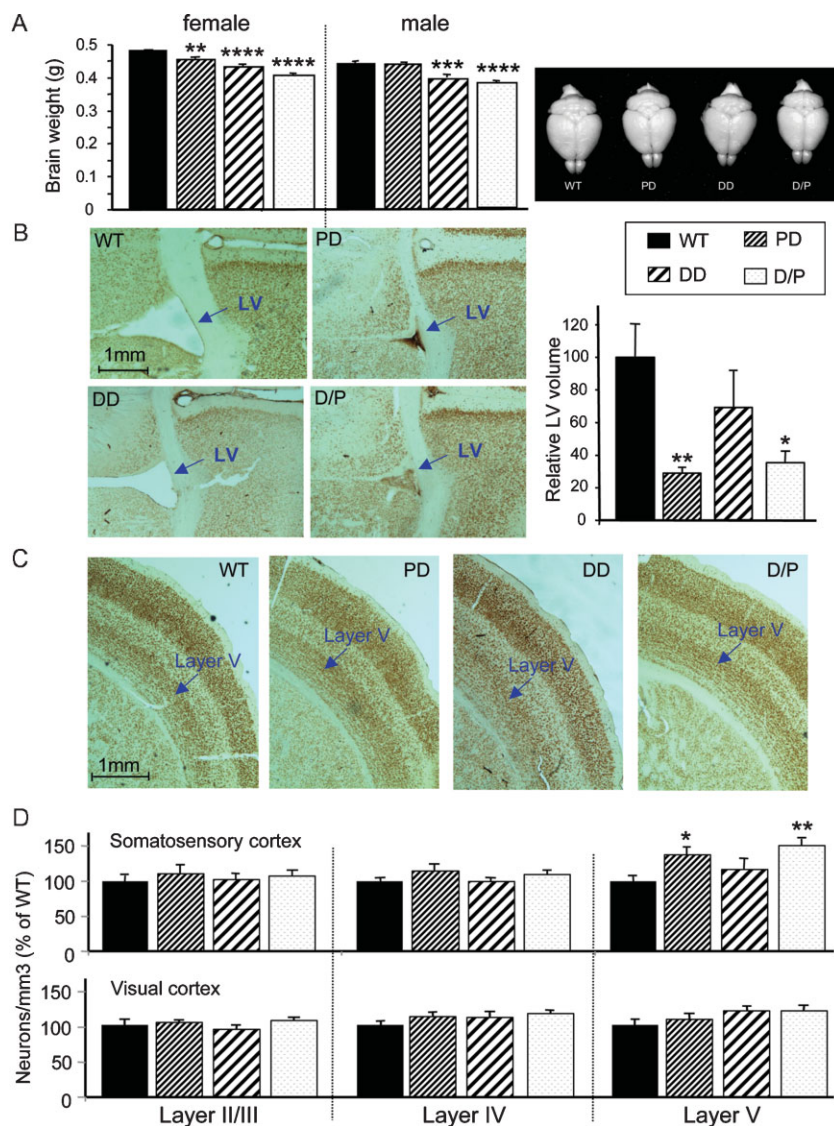 A
female
male
Brain weight (g)
0.5
0.4
0.3
0.2
0.1
0
**
****
****
***
****
WT
PD
DD
D/P
B
WT
LV
1mm
PD
LV
DD
LV
D/P
LV
WT
PD
DD
D/P
Relative LV volume
120
100
80
60
40
20
0
**
*
C
WT
Layer V
1mm
PD
Layer V
DD
Layer V
D/P
Layer V
D
Neurons/mm3 (% of WT)
Somatosensory cortex
150
100
50
0
*
**
Visual cortex
150
100
50
0
Layer II/III
Layer IV
Layer V